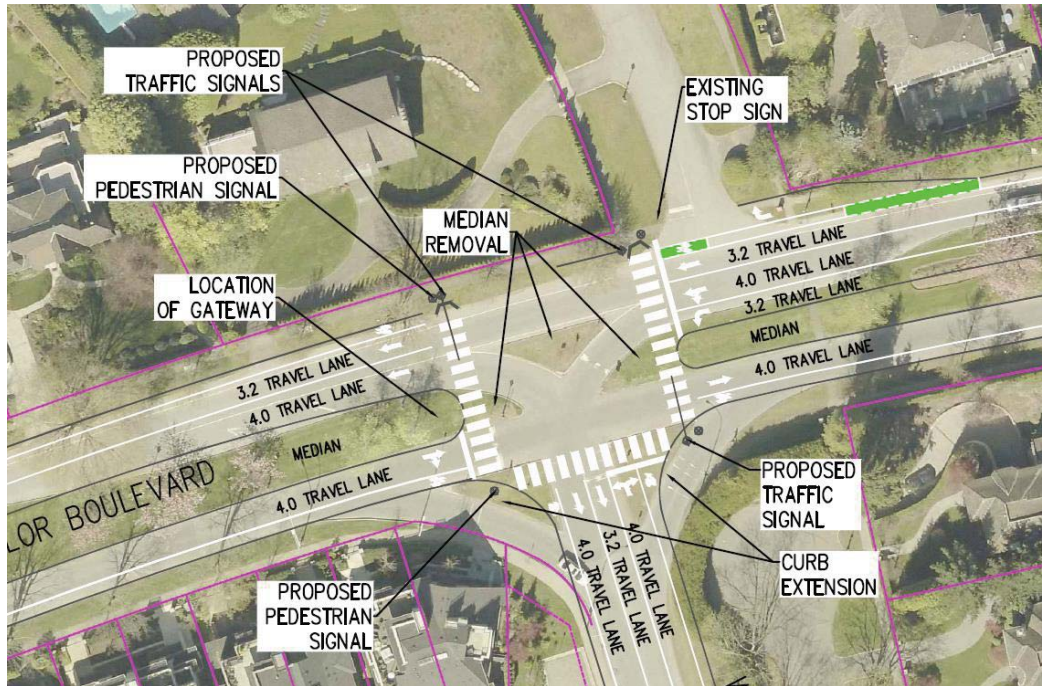 PROPOSED
TRAFFIC SIGNALS
EXISTING
STOP SIGN
PROPOSED
PEDESTRIAN SIGNAL
MEDIAN
REMOVAL
LOCATION
OF GATEWAY
3.2 TRAVEL LANE
4.0 TRAVEL LANE
3.2 TRAVEL LANE
MEDIAN
4.0 TRAVEL LANE
3.2 TRAVEL LANE
4.0 TRAVEL LANE
MEDIAN
4.0 TRAVEL LANE
LOR BOULEVARD
PROPOSED
TRAFFIC
SIGNAL
CURB
EXTENSION
4.0 TRAVEL LANE
3.2 TRAVEL LANE
4.0 TRAVEL LANE
PROPOSED
PEDESTRIAN
SIGNAL